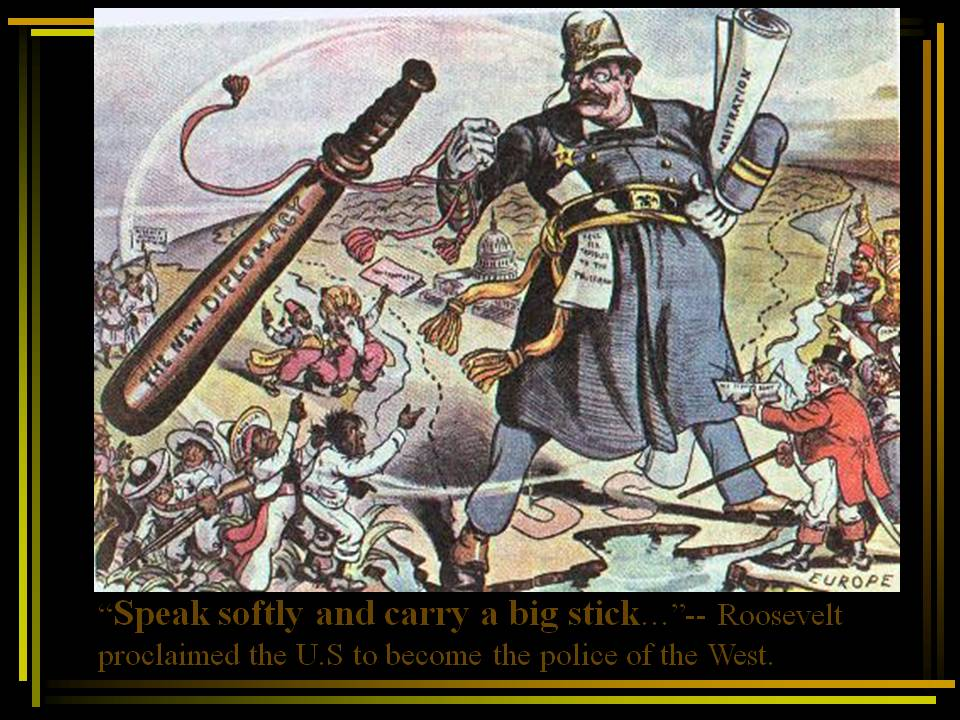 ARBITRATION
THE NEW DIPLOMACY
EUROPE
“Speak softly and carry a big stick…”-- Roosevelt
proclaimed the U.S to become the police of the West.